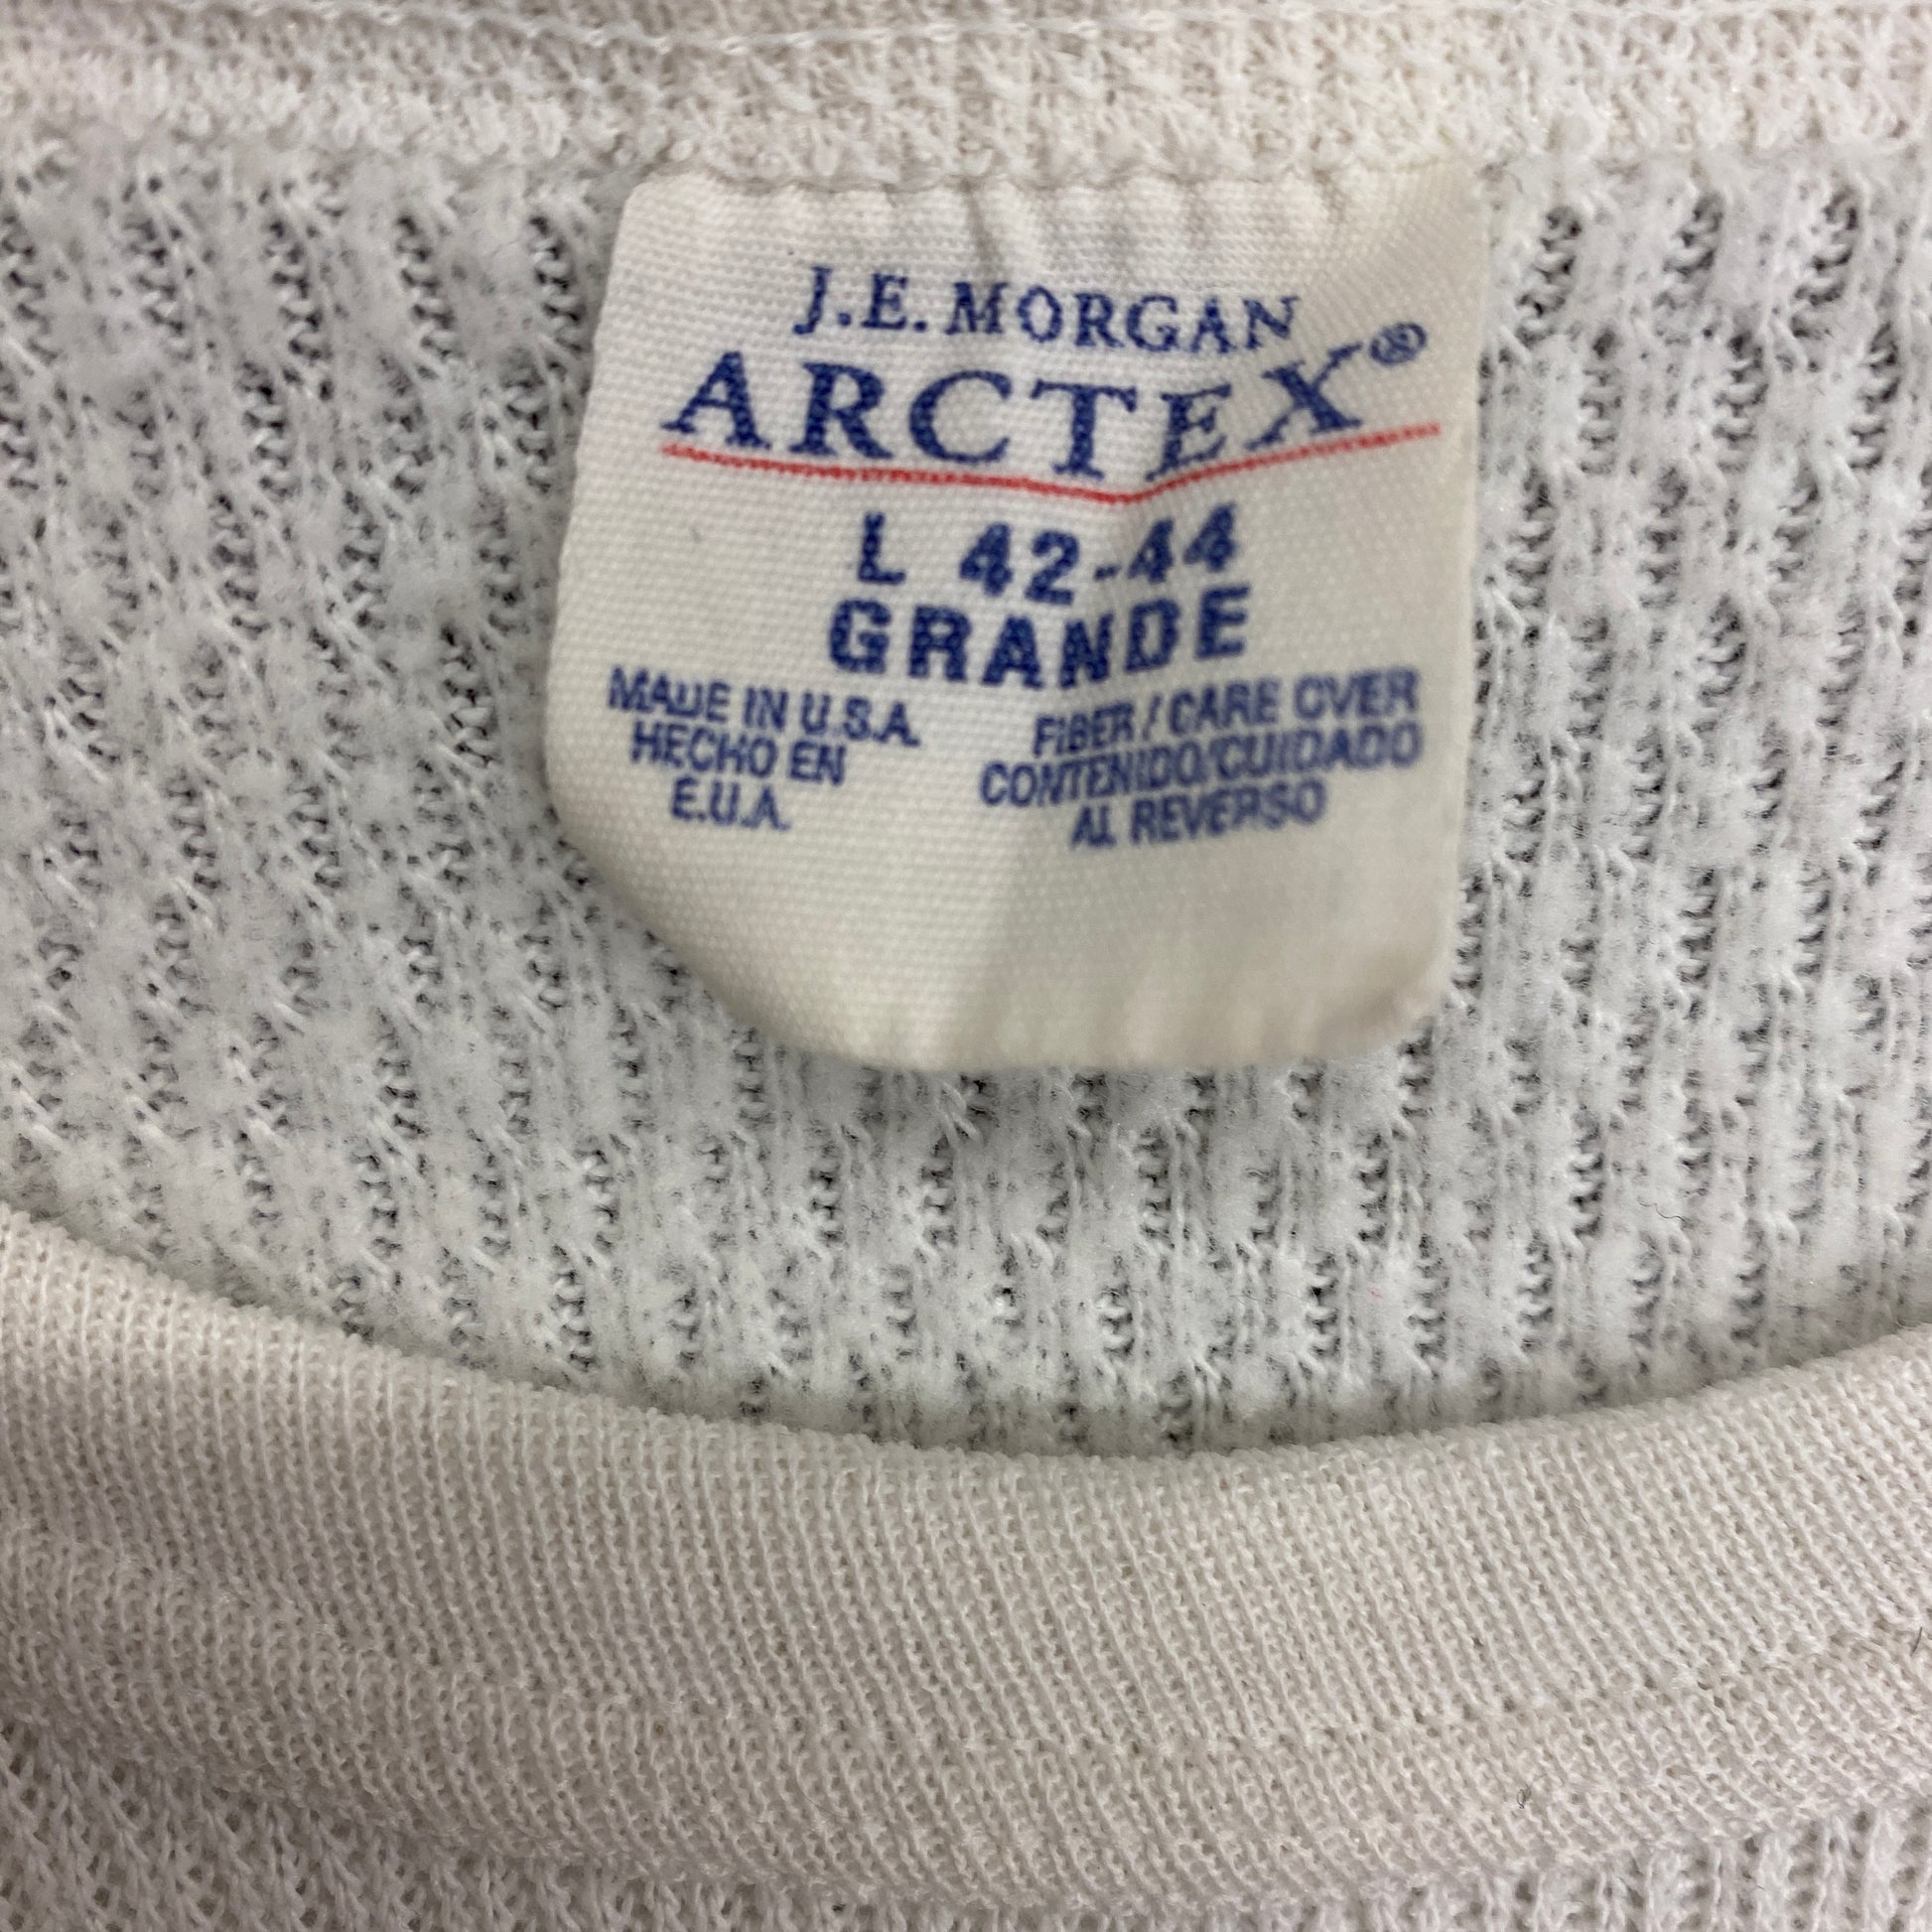 J.E. MORGAN
ARCTEX®
L 42-44
GRANDE
MADE IN U.S.A.
HECHO EN
E.U.A.
FIBER / CARE OVER
CONTENIDO/CUIDADO
AL REVERSO